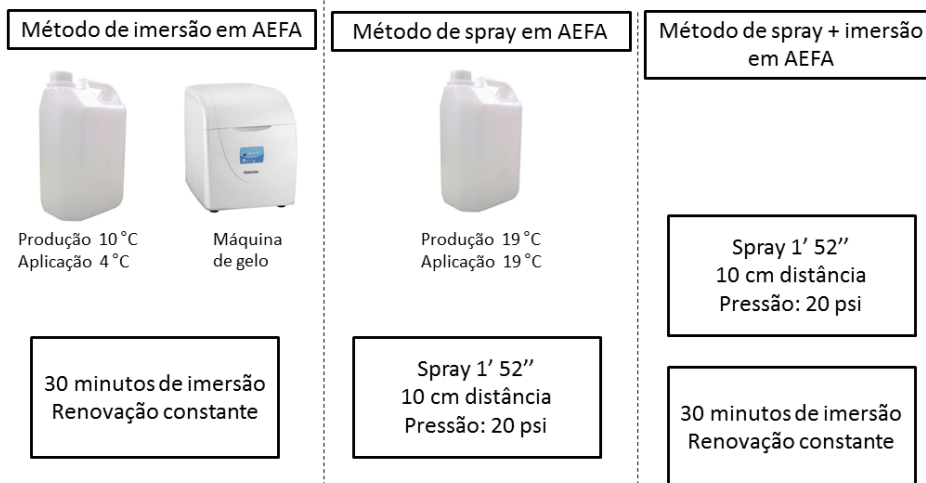 Método de imersão em AEFA
Produção 10 °C
Aplicação 4 °C
Máquina
de gelo
30 minutos de imersão
Renovação constante
Método de spray em AEFA
Produção 19 °C
Aplicação 19 °C
Spray 1’ 52’’
10 cm distância
Pressão: 20 psi
Método de spray + imersão
em AEFA
Spray 1’ 52’’
10 cm distância
Pressão: 20 psi
30 minutos de imersão
Renovação constante